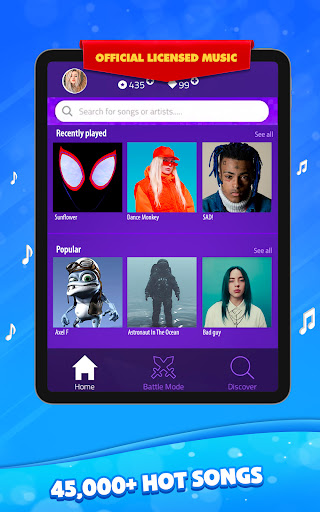 OFFICIAL LICENSED MUSIC
435 99
Search for songs or artists...
Recently played See all
Sunflower Dance Monkey SAD!
Popular See all
Axel F Astronaut In The Ocean Bad guy
Home Battle Mode Discover
45,000+ HOT SONGS